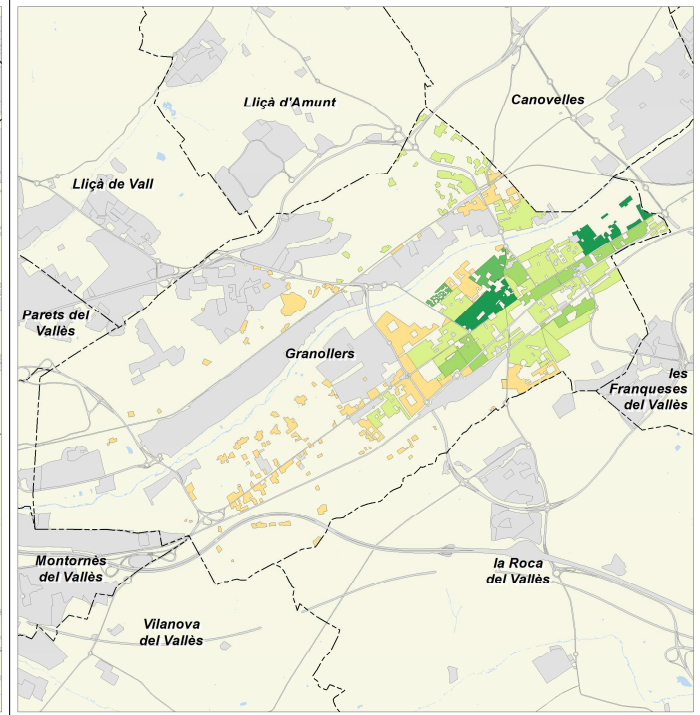 Lliçà d'Amunt
Canovelles
Lliçà de Vall
Parets del
Vallès
Granollers
les
Franqueses
del Vallès
Montornès
del Vallès
la Roca
del Vallès
Vilanova
del Vallès